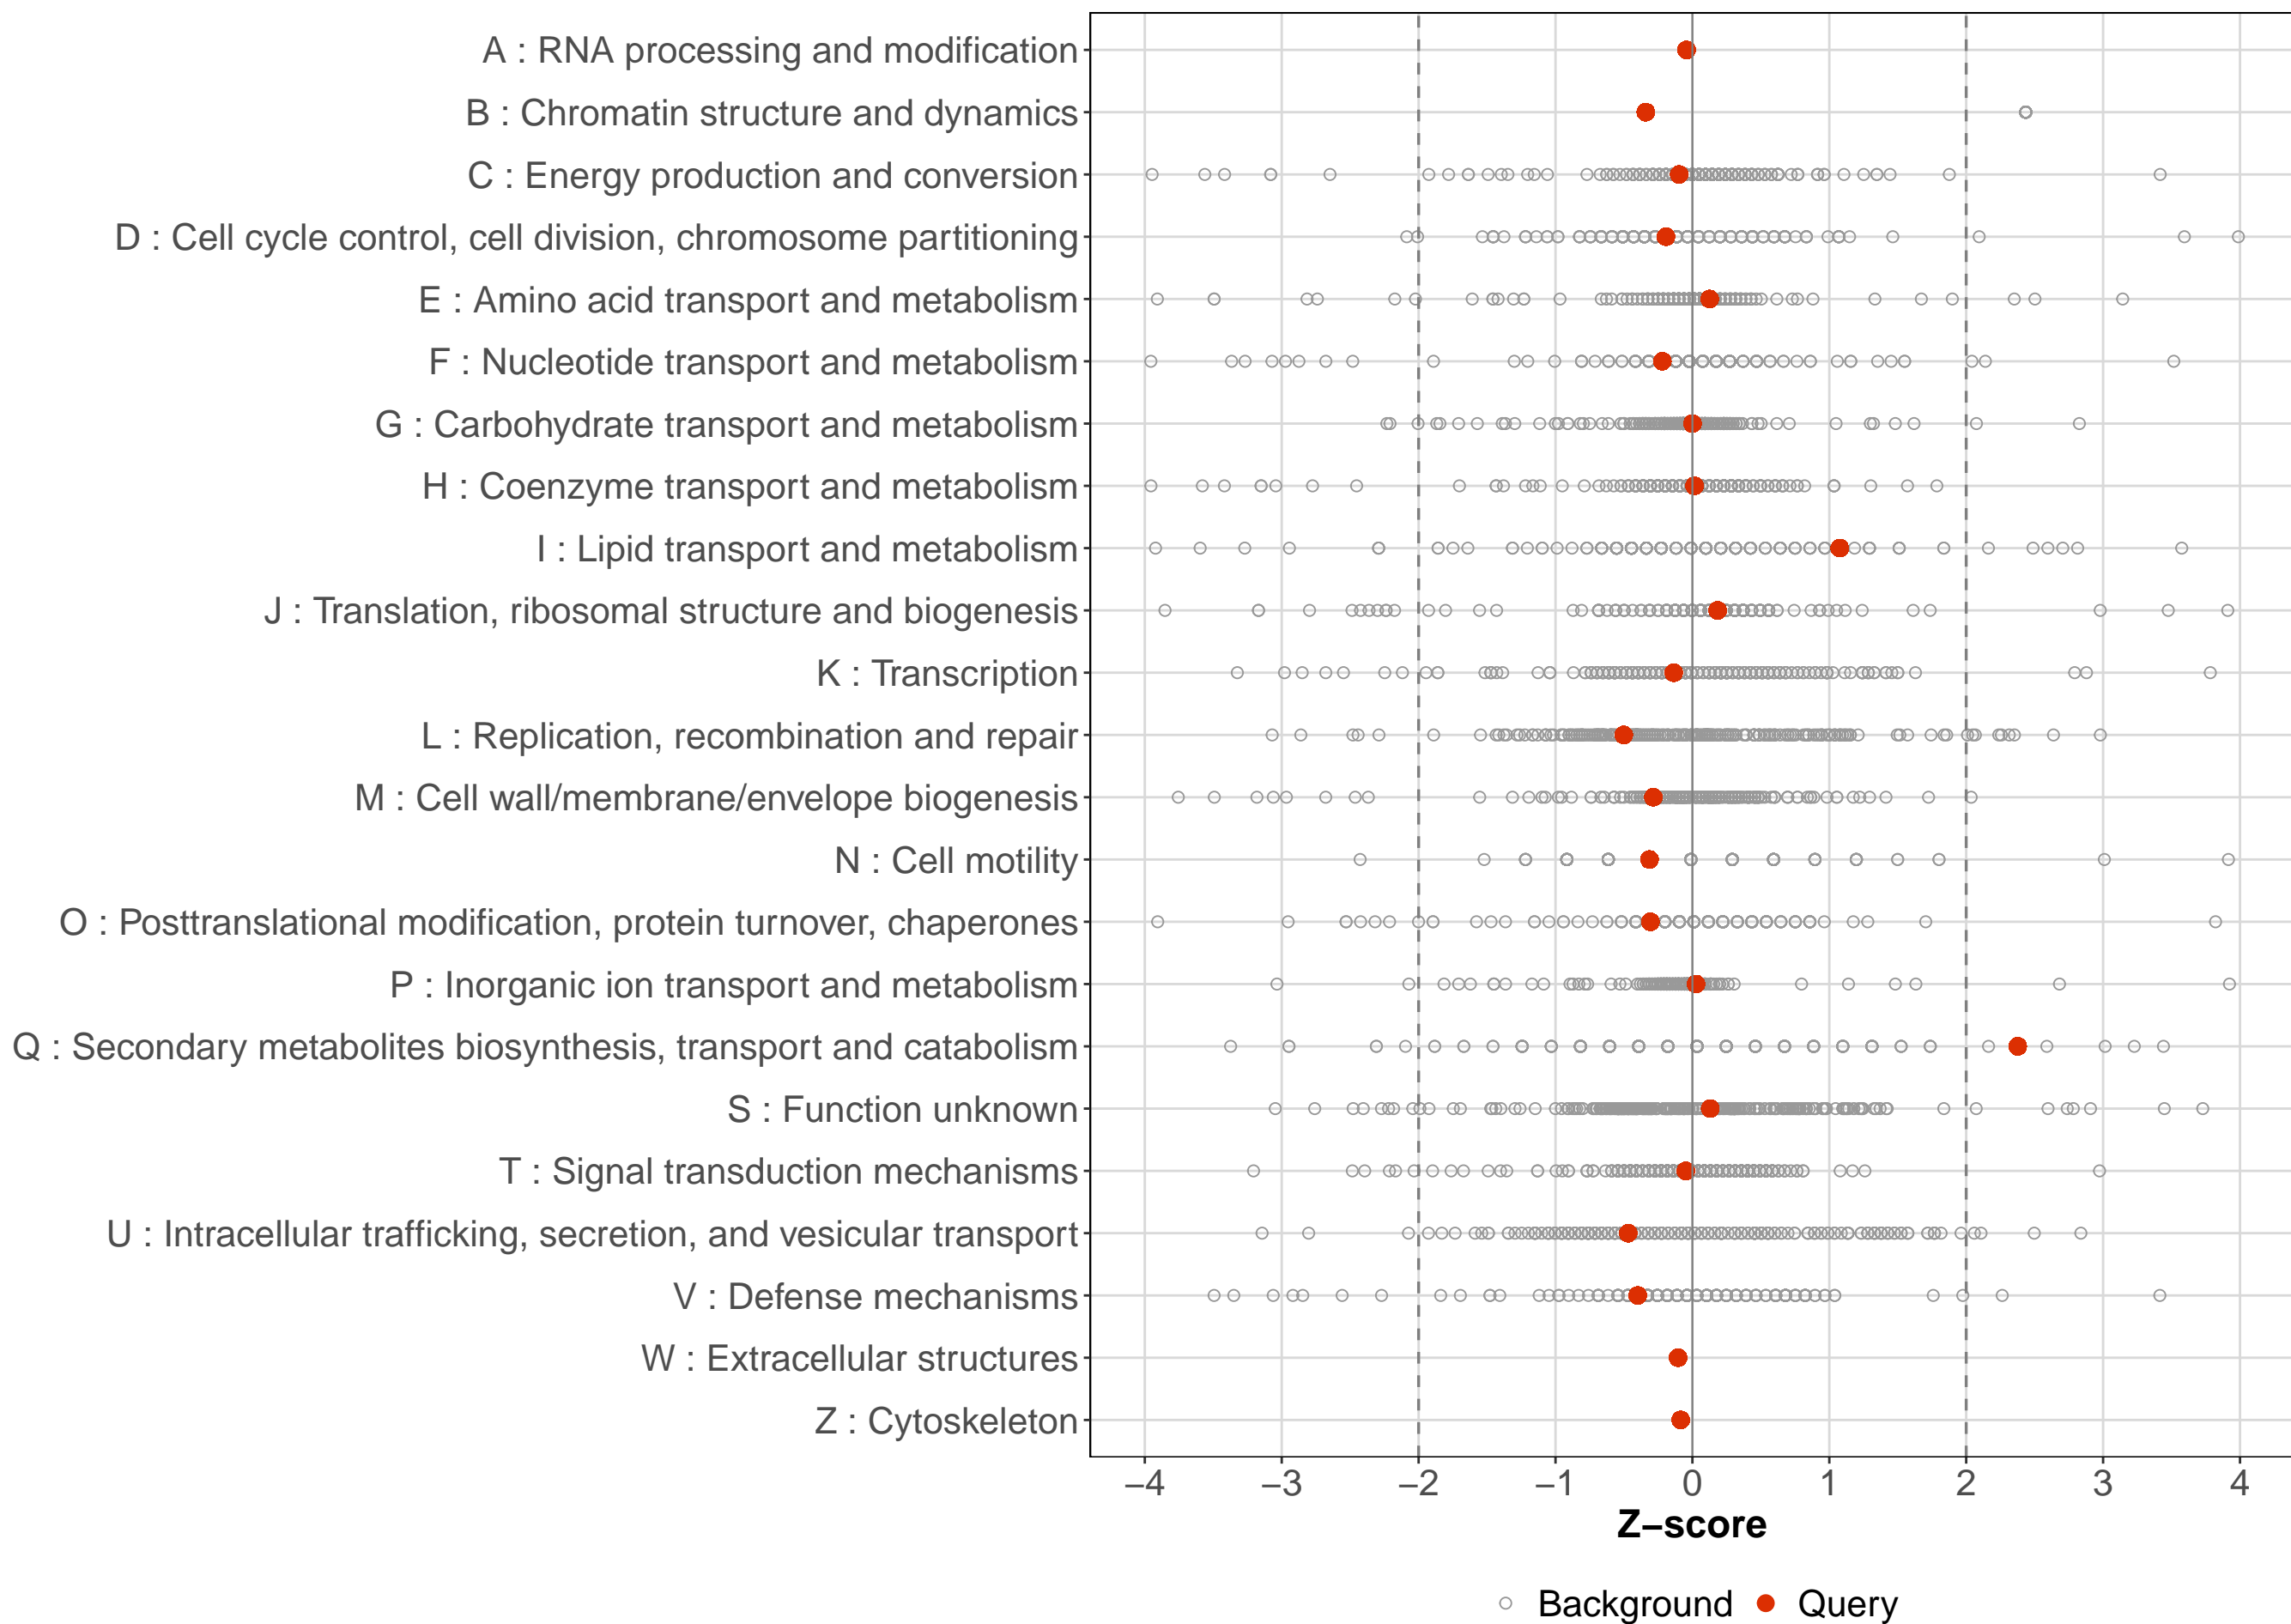 A : RNA processing and modification
B : Chromatin structure and dynamics
C : Energy production and conversion
D : Cell cycle control, cell division, chromosome partitioning
E : Amino acid transport and metabolism
F : Nucleotide transport and metabolism
G : Carbohydrate transport and metabolism
H : Coenzyme transport and metabolism
I : Lipid transport and metabolism
J : Translation, ribosomal structure and biogenesis
K : Transcription
L : Replication, recombination and repair
M : Cell wall/membrane/envelope biogenesis
N : Cell motility
O : Posttranslational modification, protein turnover, chaperones
P : Inorganic ion transport and metabolism
Q : Secondary metabolites biosynthesis, transport and catabolism
S : Function unknown
T : Signal transduction mechanisms
U : Intracellular trafficking, secretion, and vesicular transport
V : Defense mechanisms
W : Extracellular structures
Z : Cytoskeleton
−4 −3 −2 −1 0 1 2 3 4
Z−score
Background Query